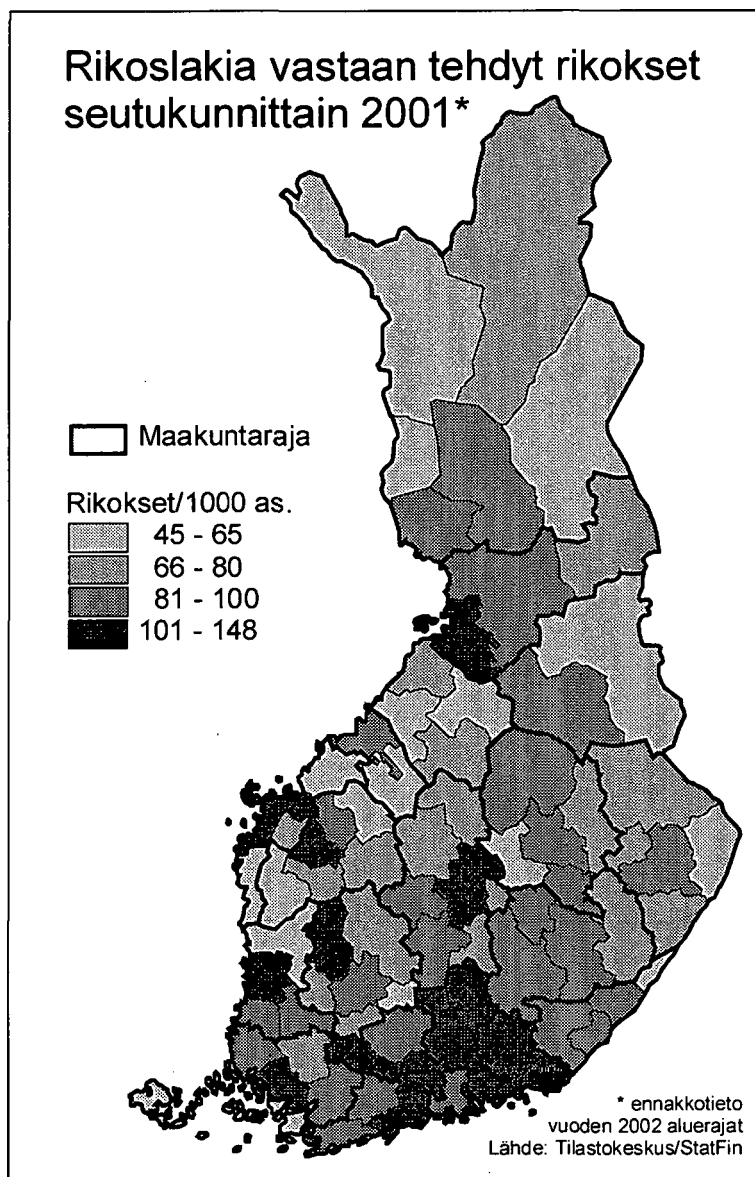 Rikoslakia vastaan tehdyt rikokset
seutukunnittain 2001*
Maakuntaraja
Rikokset/1000 as.
45 - 65
66 - 80
81 - 100
101 - 148
* ennakkotieto
vuoden 2002 aluerajat
Lähde: Tilastokeskus/StatFin